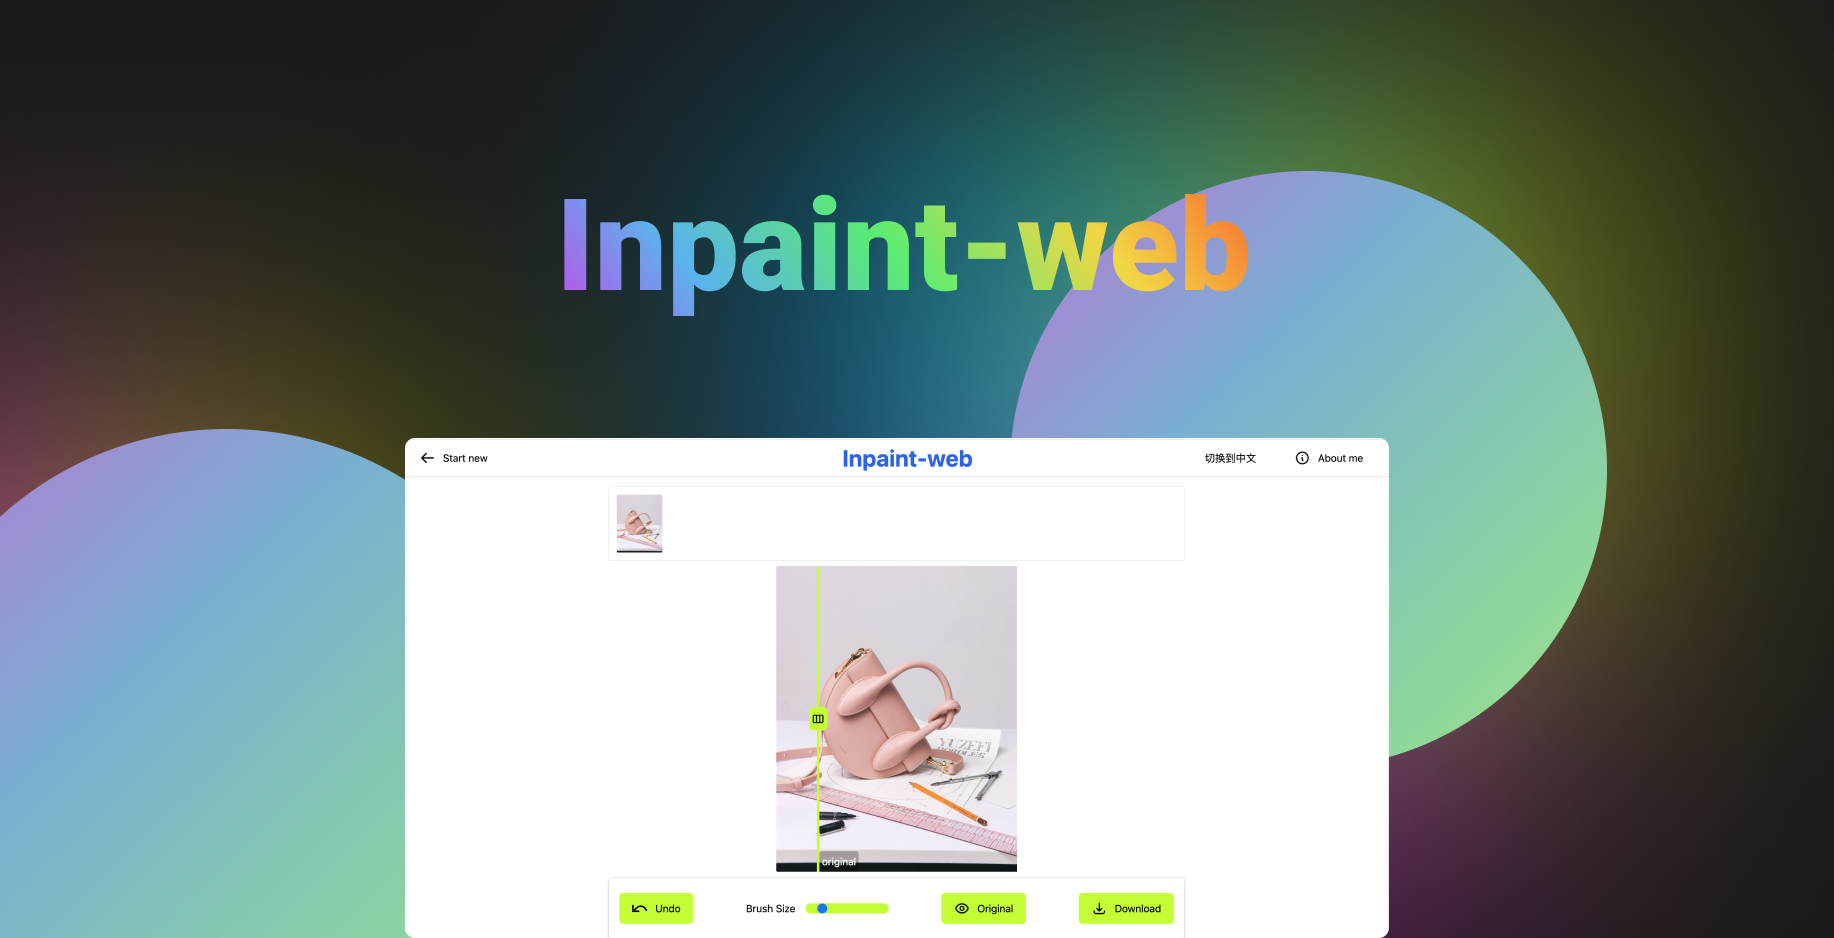 Inpaint-web
Start new
Inpaint-web
切换到中文
About me
original
Undo
Brush Size
Original
Download